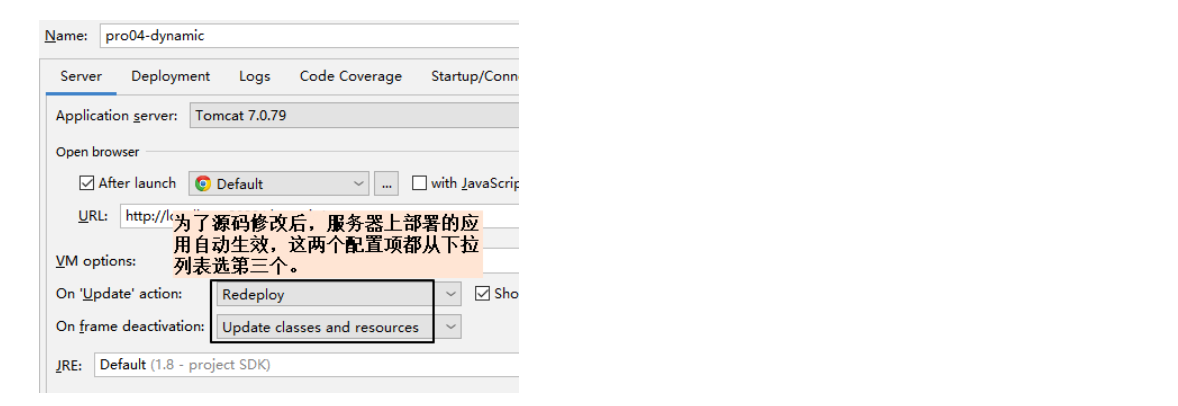 Name: pro04-dynamic
Server Deployment Logs Code Coverage Startup/Conn
Application server: Tomcat 7.0.79
Open browser
After launch Default ... with JavaScrip
URL: http://l
为了源码修改后，服务器上部署的应
用自动生效，这两个配置项都从下拉
列表选第三个。
VM options:
On 'Update' action: Redeploy Sho
On frame deactivation: Update classes and resources
JRE: Default (1.8 - project SDK)